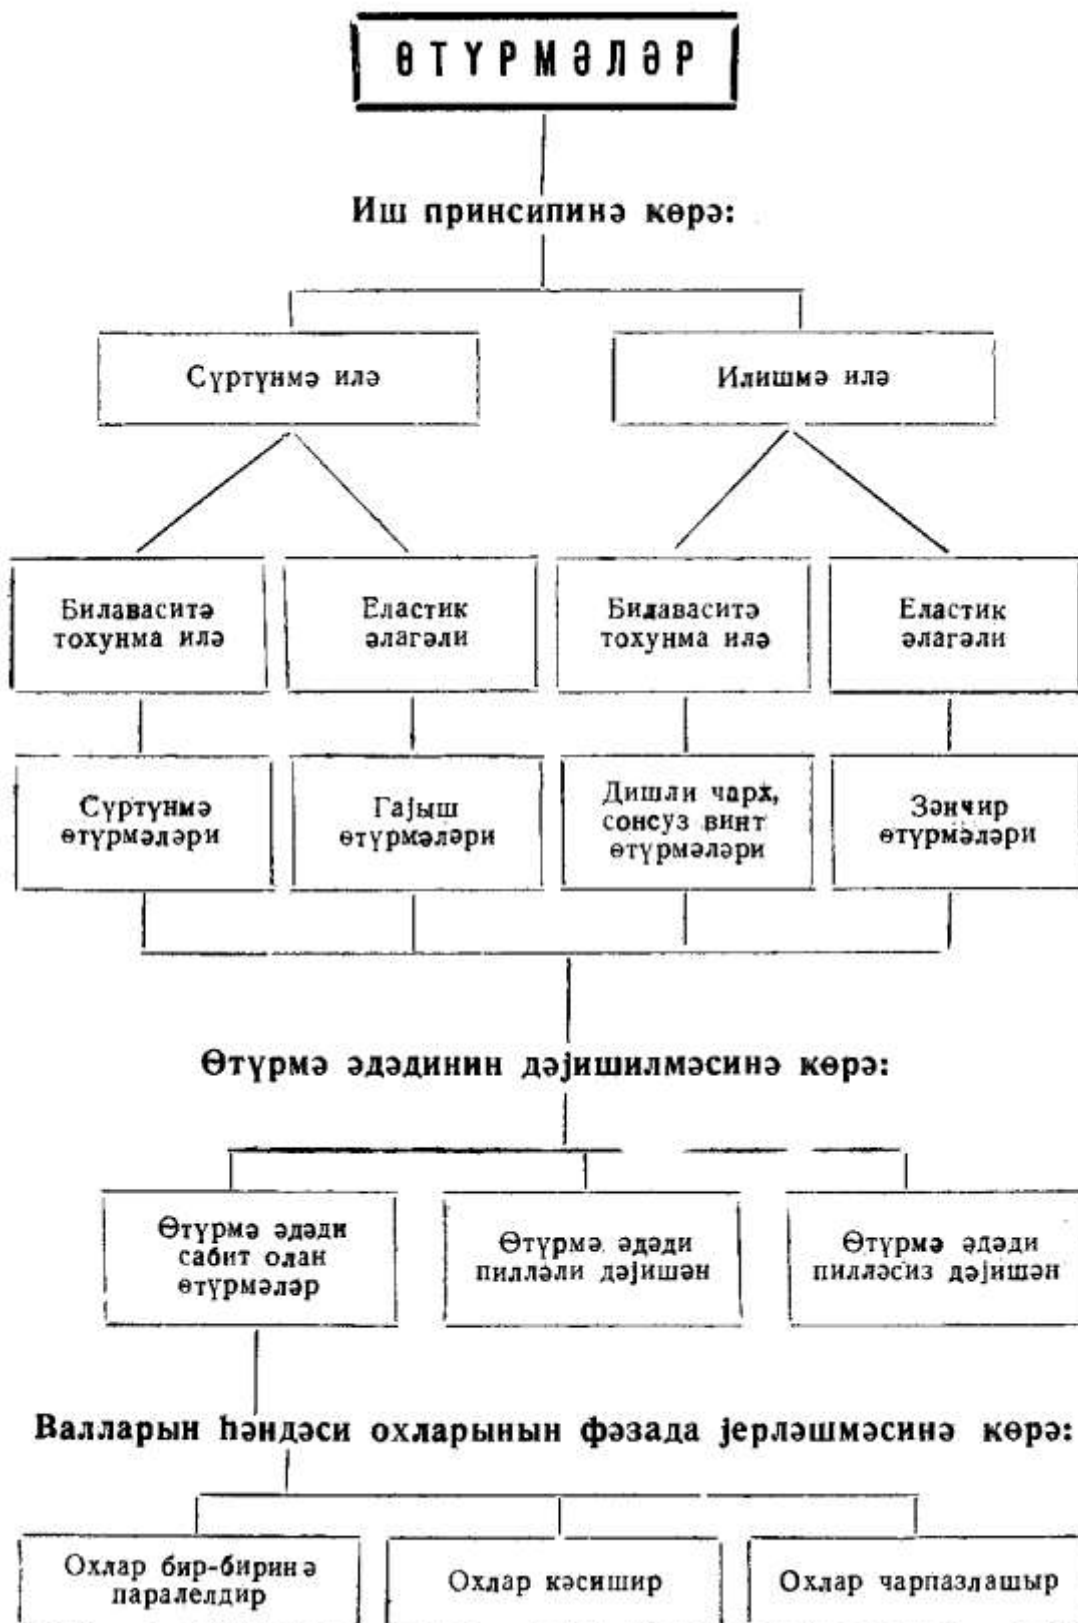 ӨТҮРМӘЛӘР
Иш принсипинә көрә:
Сүртүнмә илә
Илишмә илә
Билаваситә
тохунма илә
Еластик
әлагәли
Билаваситә
тохунма илә
Еластик
әлагәли
Сүртүнмә
өтүрмәләри
Гајыш
өтүрмәләри
Дишли чарх,
сонсуз винт
өтүрмәләри
Зәнчир
өтүрмәләри
Өтүрмә әдәдинин дәјишилмәсинә көрә:
Өтүрмә әдәди
сабит олан
өтүрмәләр
Өтүрмә әдәди
пилләли дәјишән
Өтүрмә әдәди
пилләсиз дәјишән
Валларын һәндәси охларынын фәзада јерләшмәсинә көрә:
Охлар бир-биринә
паралелдир
Охлар кәсишир
Охлар чарпазлашыр